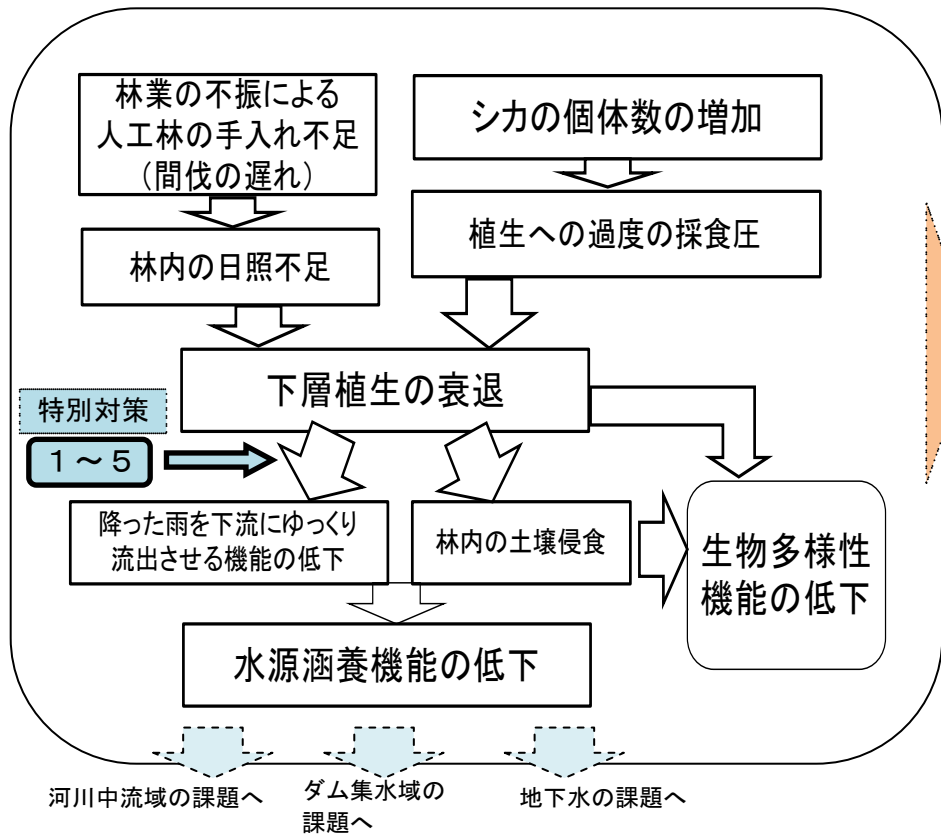 林業の不振による
人工林の手入れ不足
（間伐の遅れ）
シカの個体数の増加
林内の日照不足
植生への過度の採食圧
下層植生の衰退
特別対策
１～５
降った雨を下流にゆっくり
流出させる機能の低下
林内の土壌侵食
生物多様性
機能の低下
水源涵養機能の低下
河川中流域の課題へ
ダム集水域の
課題へ
地下水の課題へ